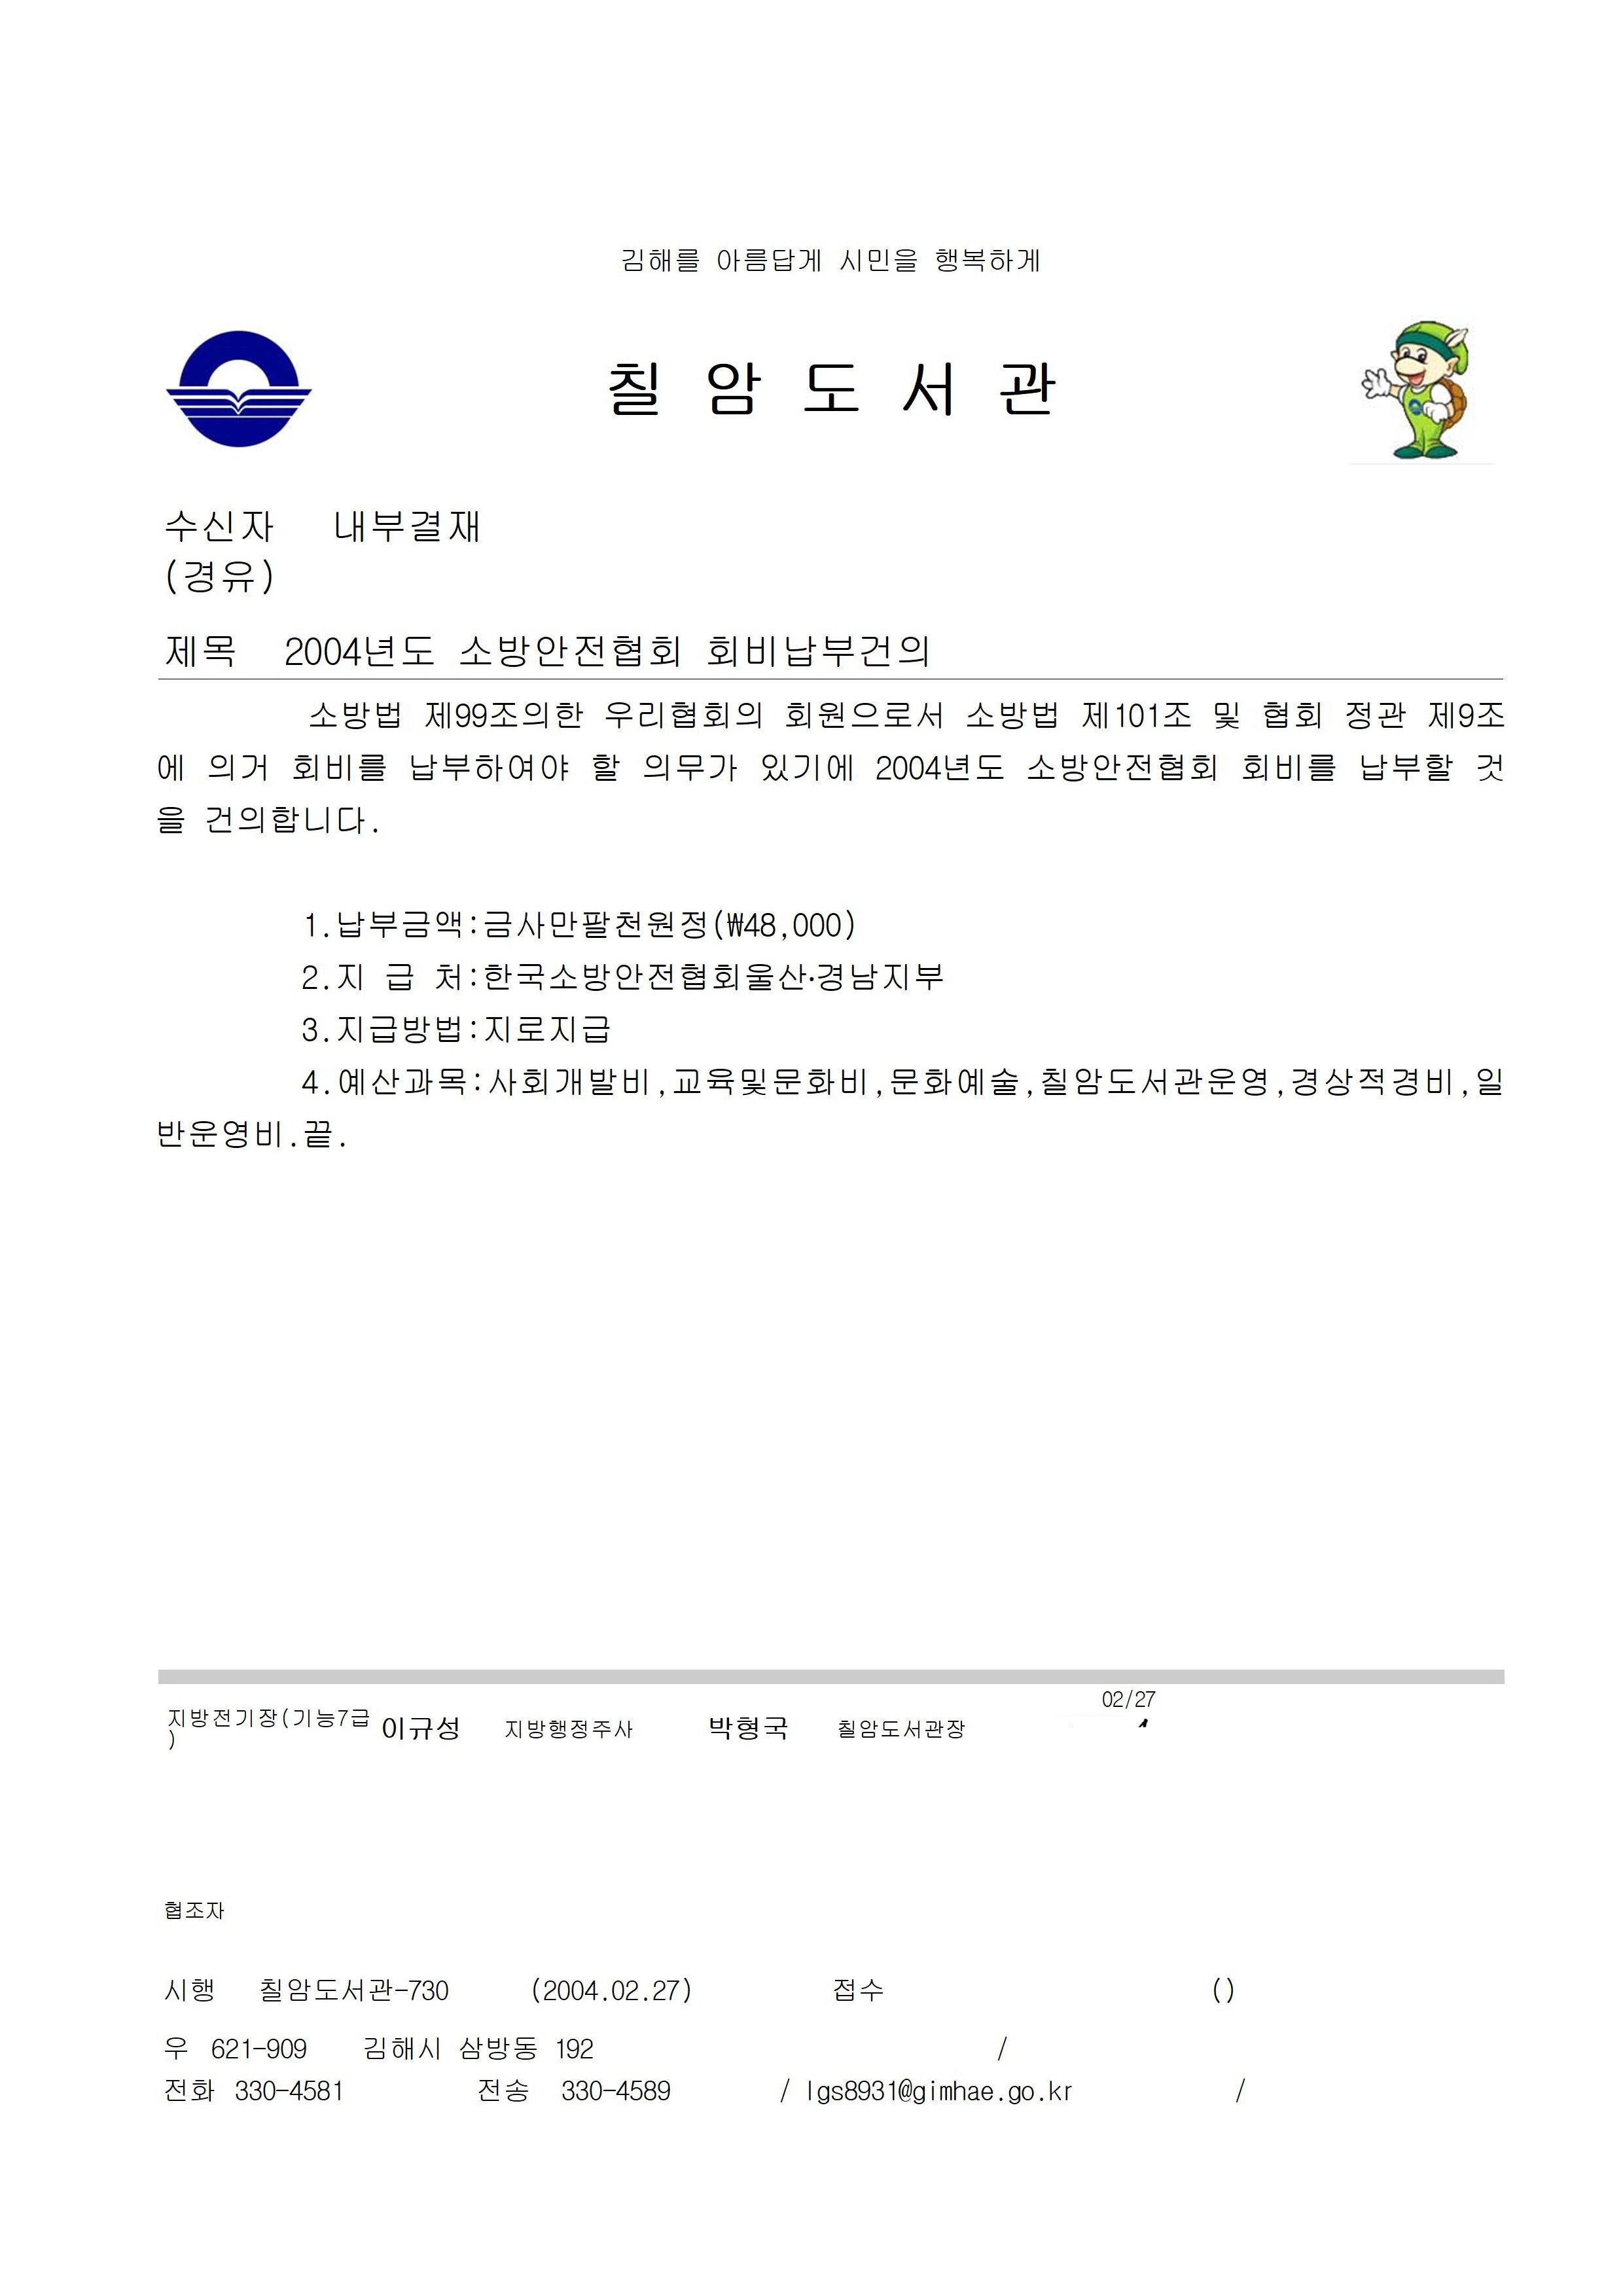 김해를 아름답게 시민을 행복하게
칠 암 도 서 관
수신자 내부결재
(경유)
제목 2004년도 소방안전협회 회비납부건의
소방법 제99조의한 우리협회의 회원으로서 소방법 제101조 및 협회 정관 제9조
에 의거 회비를 납부하여야 할 의무가 있기에 2004년도 소방안전협회 회비를 납부할 것
을 건의합니다.
1.납부금액:금사만팔천원정(₩48,000)
2.지 급 처:한국소방안전협회울산·경남지부
3.지급방법:지로지급
4.예산과목:사회개발비,교육및문화비,문화예술,칠암도서관운영,경상적경비,일
반운영비.끝.
02/27
지방전기장(기능7급 이규성 지방행정주사 박형국 칠암도서관장
)
협조자
시행 칠암도서관-730 (2004.02.27) 접수 ()
우 621-909 김해시 삼방동 192 /
전화 330-4581 전송 330-4589 / lgs8931@gimhae.go.kr /